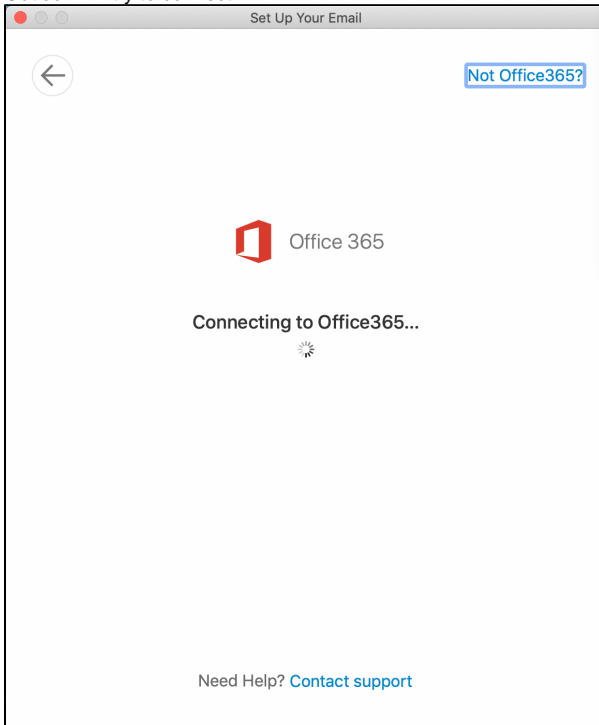 Set Up Your Email
Not Office365?
Office 365
Connecting to Office365...
Need Help? Contact support